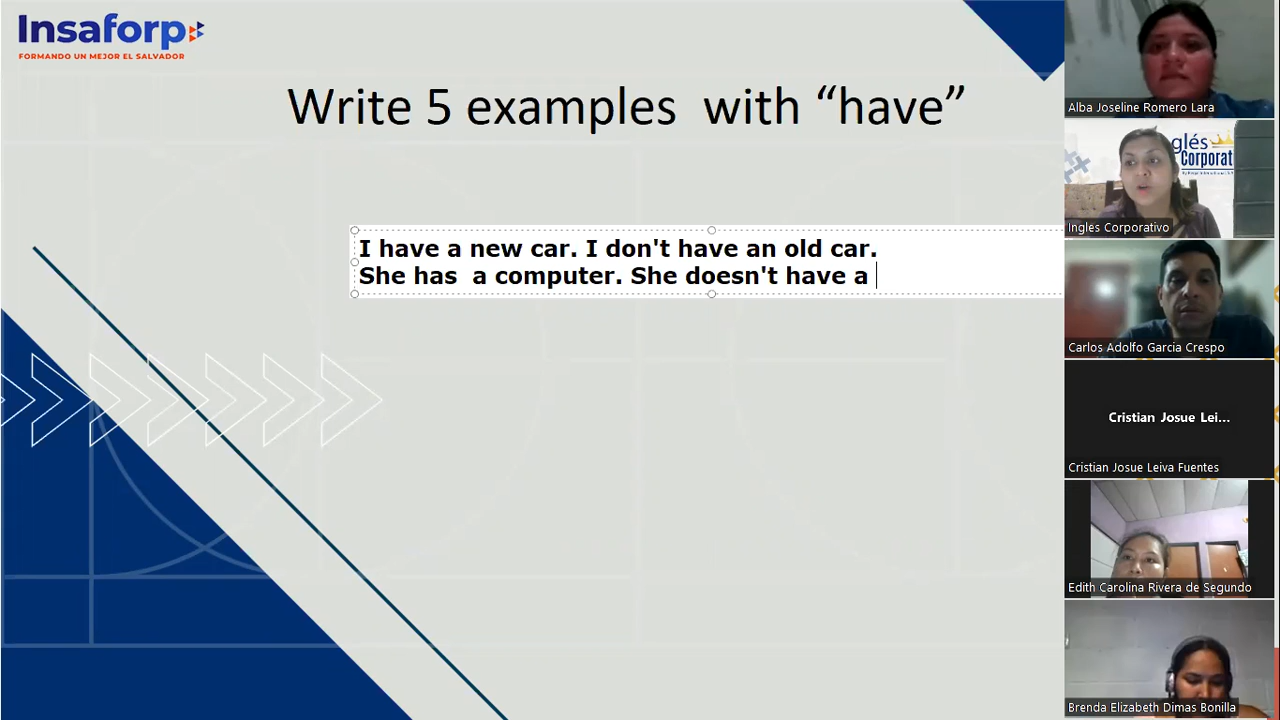 Insaforp
FORMANDO UN MEJOR EL SALVADOR
Write 5 examples with “have”
I have a new car. I don't have an old car.
She has a computer. She doesn't have a
Alba Joseline Romero Lara
glés
Corporat
Ingles Corporativo
Carlos Adolfo Garcia Crespo
Cristian Josue Lei...
Cristian Josue Leiva Fuentes
Edith Carolina Rivera de Segundo
Brenda Elizabeth Dimas Bonilla